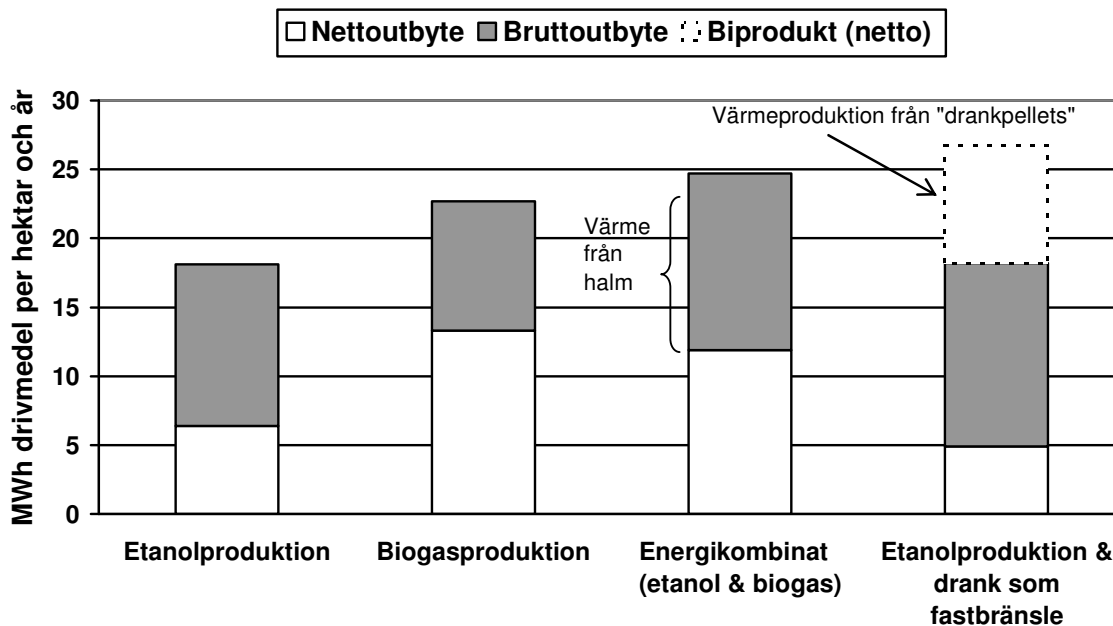 Nettoutbyte Bruttoutbyte Biprodukt (netto)
MWh drivmedel per hektar och år
30
25
20
15
10
5
0
Värmeproduktion från "drankpellets"
Värme
från
halm
Etanolproduktion
Biogasproduktion
Energikombinat
(etanol & biogas)
Etanolproduktion &
drank som
fastbränsle